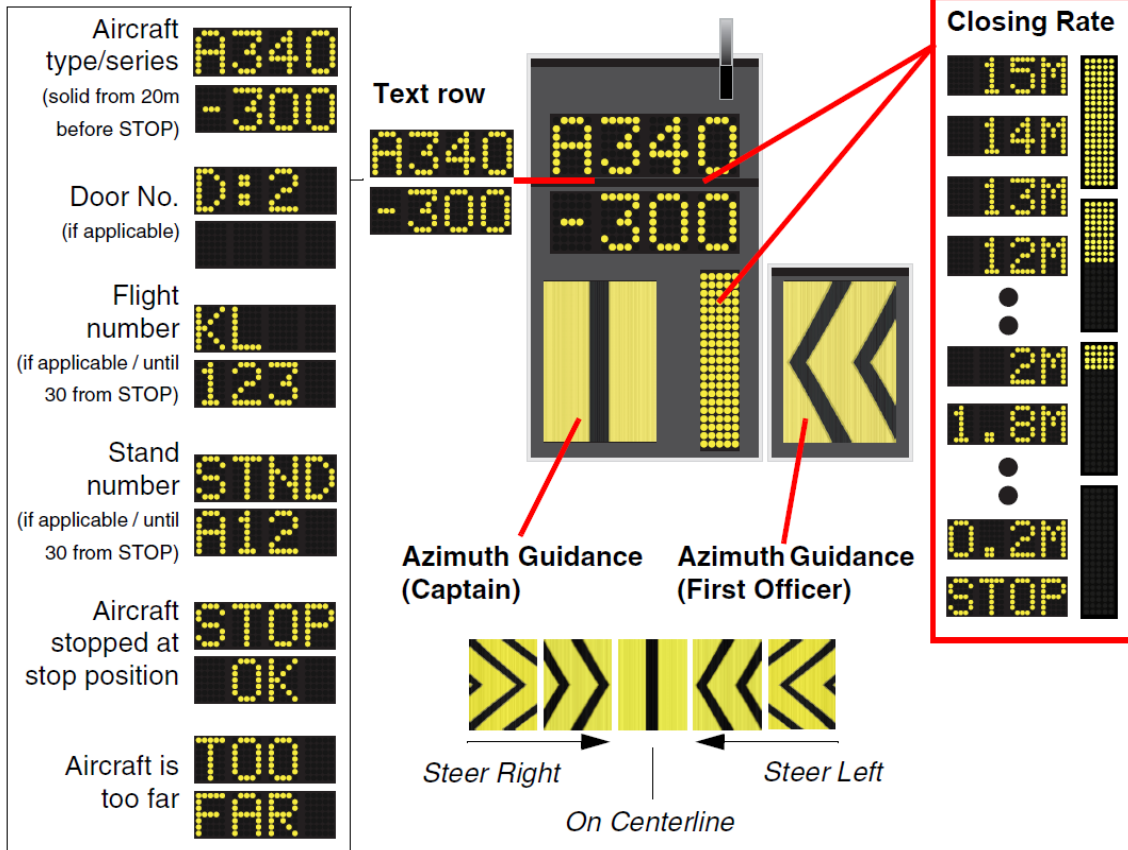 Aircraft
type/series
(solid from 20m
before STOP)
A340
-300
Door No.
(if applicable)
D:2
Flight
number
(if applicable / until
30 from STOP)
KL
123
Stand
number
(if applicable / until
30 from STOP)
STND
A12
Aircraft
stopped at
stop position
STOP
OK
Aircraft is
too far
TOO
FAR
Text row
A340
-300
A340
-300
Azimuth Guidance
(Captain)
Azimuth Guidance
(First Officer)
Steer Right
Steer Left
On Centerline
Closing Rate
15M
14M
13M
12M
2M
1.8M
0.2M
STOP